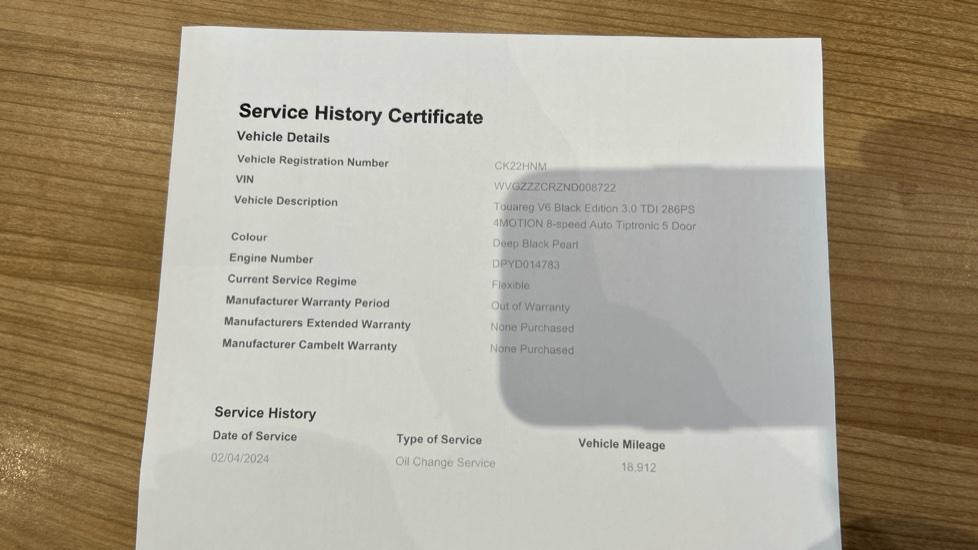 Service History Certificate
Vehicle Details
Vehicle Registration Number CK22HNM
VIN WVGZZZCRZND008722
Vehicle Description Touareg V6 Black Edition 3.0 TDI 286PS
4MOTION 8-speed Auto Tiptronic 5 Door
Colour Deep Black Pearl
Engine Number DPYD014783
Current Service Regime Flexible
Manufacturer Warranty Period Out of Warranty
Manufacturers Extended Warranty None Purchased
Manufacturer Cambelt Warranty None Purchased
Service History
Date of Service Type of Service Vehicle Mileage
02/04/2024 Oil Change Service 18,912